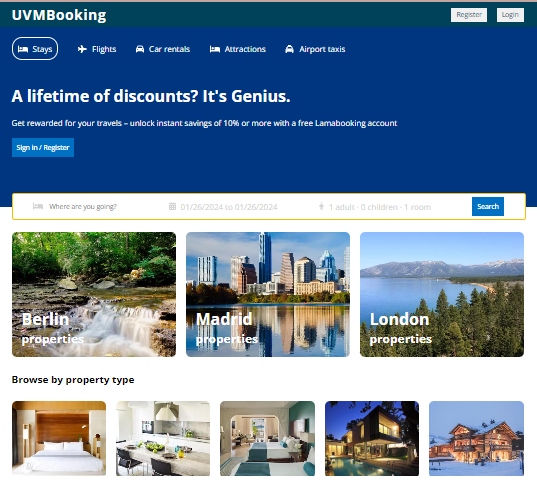 UVMBooking
Register
Login
Stays
Flights
Car rentals
Attractions
Airport taxis
A lifetime of discounts? It's Genius.
Get rewarded for your travels – unlock instant savings of 10% or more with a free Lamabooking account
Sign in / Register
Where are you going?
01/26/2024 to 01/26/2024
1 adult · 0 children · 1 room
Search
Berlin
properties
Madrid
properties
London
properties
Browse by property type